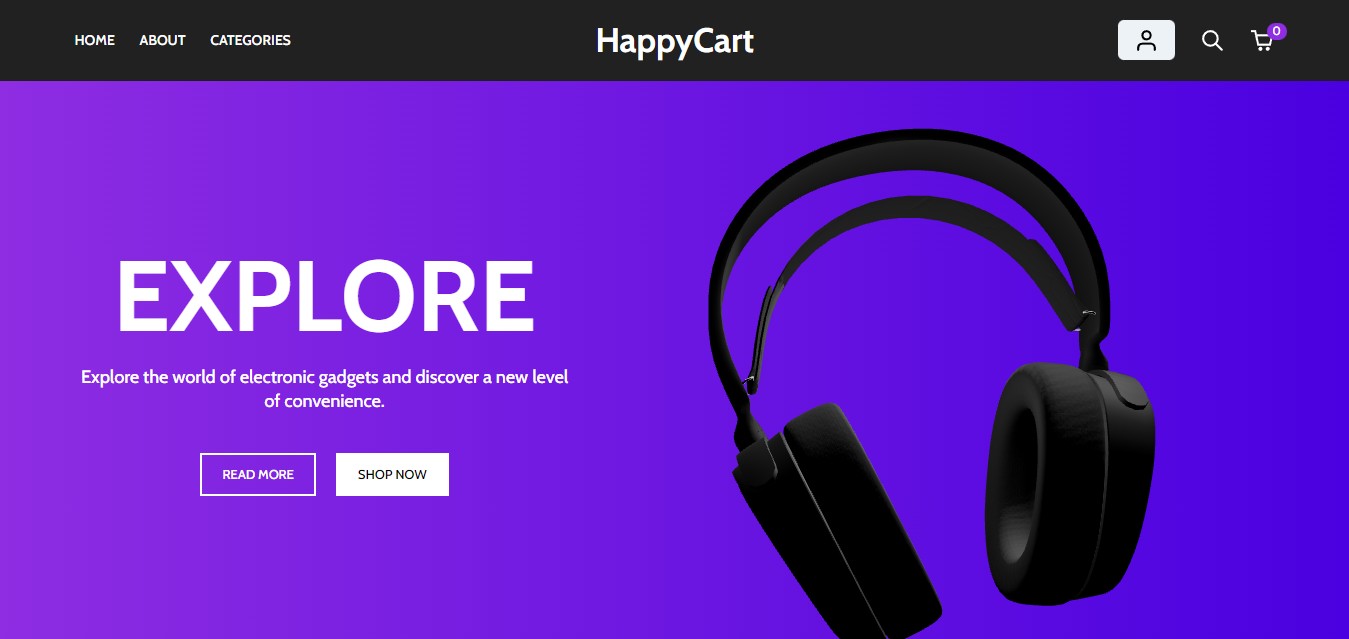 HOME ABOUT CATEGORIES HappyCart 0
EXPLORE
Explore the world of electronic gadgets and discover a new level
of convenience.
READ MORE SHOP NOW